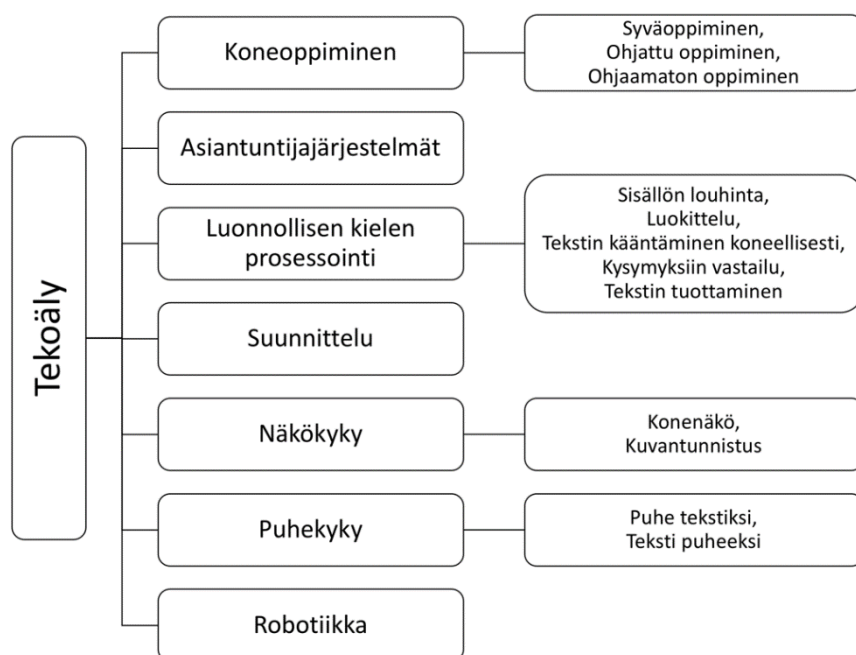 Tekoäly
Koneoppiminen
Syväoppiminen,
Ohjattu oppiminen,
Ohjaamaton oppiminen
Asiantuntijajärjestelmät
Luonnollisen kielen
prosessointi
Sisällön louhinta,
Luokittelu,
Tekstin kääntäminen koneellisesti,
Kysymyksiin vastailu,
Tekstin tuottaminen
Suunnittelu
Näkökyky
Konenäkö,
Kuvantunnistus
Puhekyky
Puhe tekstiksi,
Teksti puheeksi
Robotiikka